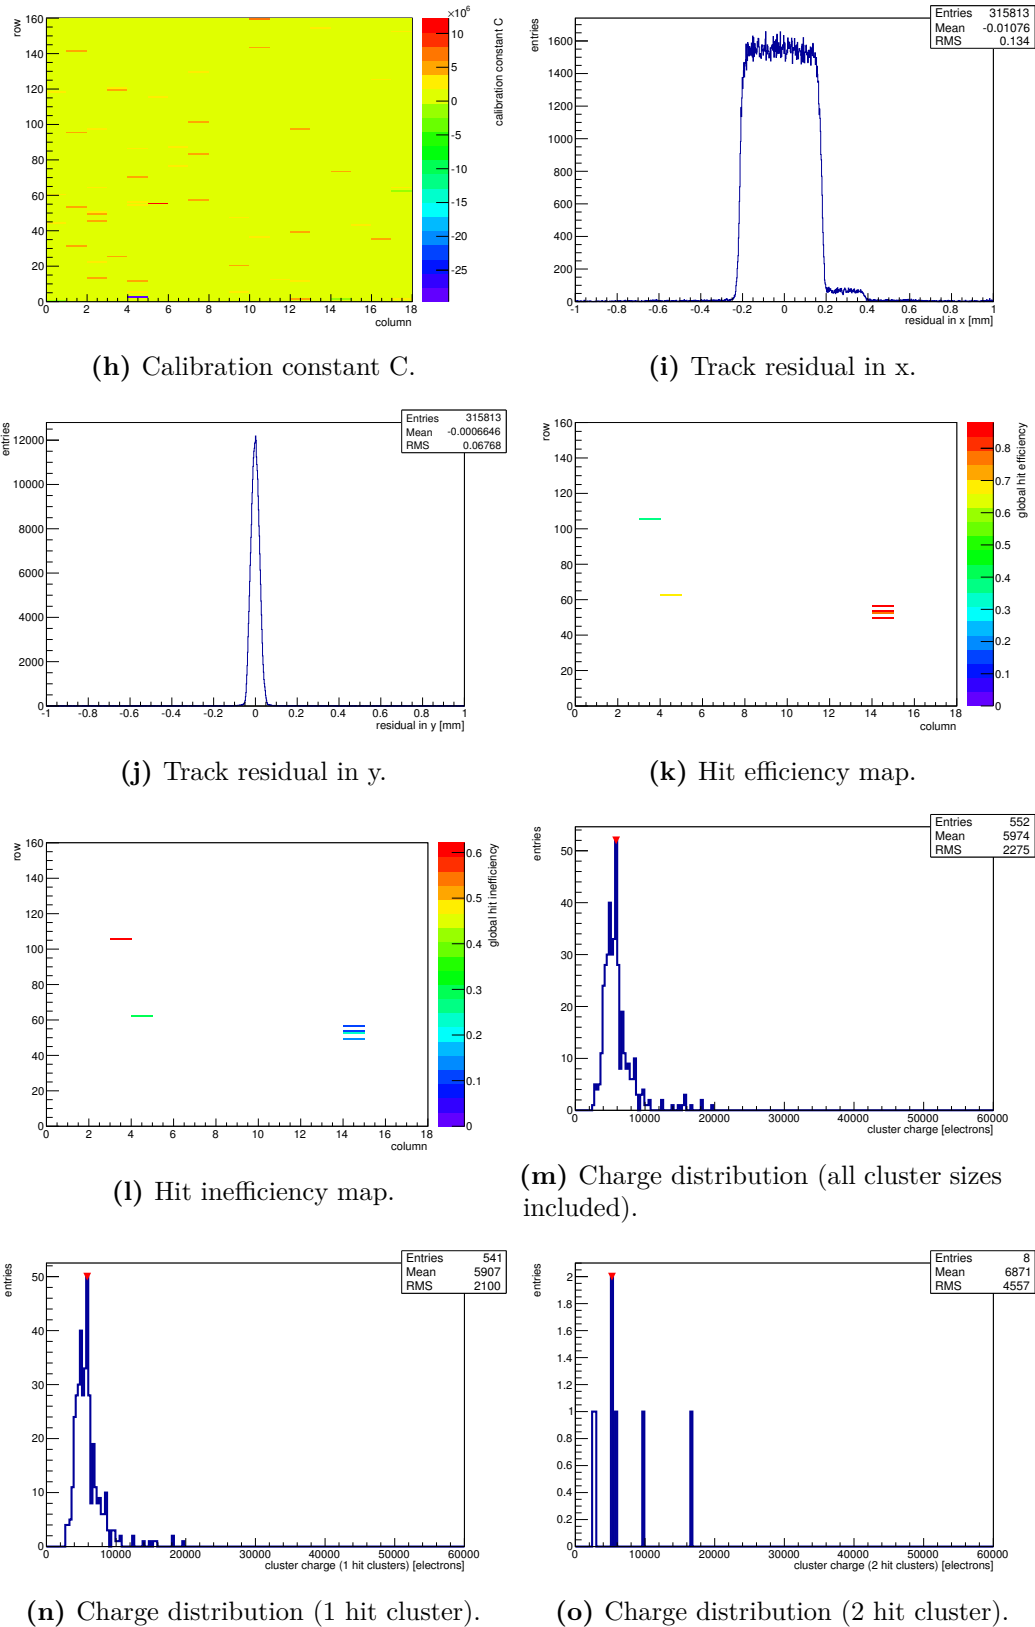 ×10⁶
row
160
140
120
100
80
60
40
20
0
0 2 4 6 8 10 12 14 16 18
column
10
5
0
-5
-10
-15
-20
-25
calibration constant C
(h) Calibration constant C.
entries
Entries 315813
Mean -0.01076
RMS 0.134
1600
1400
1200
1000
800
600
400
200
0
-1 -0.8 -0.6 -0.4 -0.2 0 0.2 0.4 0.6 0.8 1
residual in x [mm]
(i) Track residual in x.
entries
Entries 315813
Mean -0.0006646
RMS 0.06768
12000
10000
8000
6000
4000
2000
0
-1 -0.8 -0.6 -0.4 -0.2 0 0.2 0.4 0.6 0.8 1
residual in y [mm]
(j) Track residual in y.
row
160
140
120
100
80
60
40
20
0
0 2 4 6 8 10 12 14 16 18
column
0.8
0.7
0.6
0.5
0.4
0.3
0.2
0.1
0
global hit efficiency
(k) Hit efficiency map.
row
160
140
120
100
80
60
40
20
0
0 2 4 6 8 10 12 14 16 18
column
0.6
0.5
0.4
0.3
0.2
0.1
0
global hit inefficiency
(l) Hit inefficiency map.
entries
Entries 552
Mean 5974
RMS 2275
50
40
30
20
10
0
0 10000 20000 30000 40000 50000 60000
cluster charge [electrons]
(m) Charge distribution (all cluster sizes
included).
entries
Entries 541
Mean 5907
RMS 2100
50
40
30
20
10
0
0 10000 20000 30000 40000 50000 60000
cluster charge (1 hit clusters) [electrons]
(n) Charge distribution (1 hit cluster).
entries
Entries 8
Mean 6871
RMS 4557
2
1.8
1.6
1.4
1.2
1
0.8
0.6
0.4
0.2
0
0 10000 20000 30000 40000 50000 60000
cluster charge (2 hit clusters) [electrons]
(o) Charge distribution (2 hit cluster).